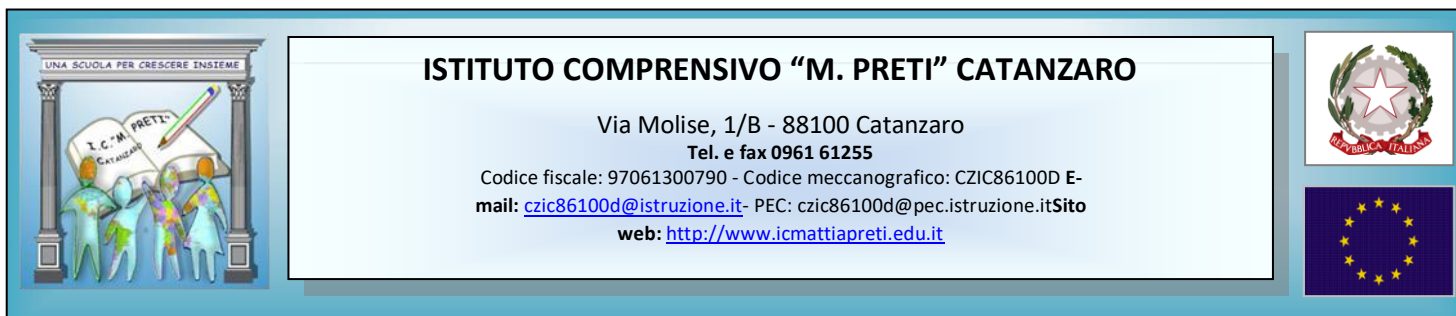 UNA SCUOLA PER CRESCERE INSIEME
I.C. "M. PRETI"
CATANZARO
ISTITUTO COMPRENSIVO “M. PRETI” CATANZARO
Via Molise, 1/B - 88100 Catanzaro
Tel. e fax 0961 61255
Codice fiscale: 97061300790 - Codice meccanografico: CZIC86100D E-
mail: czic86100d@istruzione.it- PEC: czic86100d@pec.istruzione.itSito
web: http://www.icmattiapreti.edu.it
REPVBBLICA ITALIANA